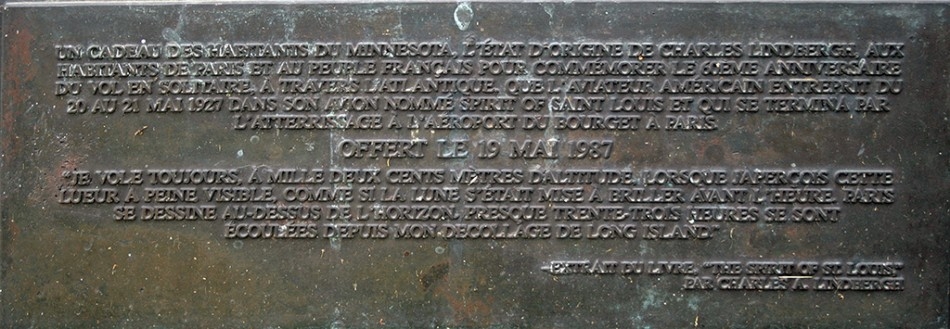 UN CADEAU DES HABITANTS DU MINNESOTA, L'ÉTAT D'ORIGINE DE CHARLES LINDBERGH, AUX
HABITANTS DE PARIS ET AU PEUPLE FRANÇAIS POUR COMMÉMORER LE 60EME ANNIVERSAIRE
DU VOL EN SOLITAIRE, À TRAVERS L'ATLANTIQUE, QUE L'AVIATEUR AMÉRICAIN ENTREPRIT DU
20 AU 21 MAI 1927 DANS SON AVION NOMMÉ SPIRIT OF SAINT LOUIS ET QUI SE TERMINA PAR
L'ATTERRISSAGE À L'AÉROPORT DU BOURGET À PARIS.
OFFERT LE 19 MAI 1987
"JE VOLE TOUJOURS, À MILLE DEUX CENTS MÈTRES D'ALTITUDE, LORSQUE J'APERÇOIS CETTE
LUEUR À PEINE VISIBLE, COMME SI LA LUNE S'ÉTAIT MISE À BRILLER AVANT L'HEURE. PARIS
SE DESSINE AU-DESSUS DE L'HORIZON. PRESQUE TRENTE-TROIS HEURES SE SONT
ÉCOULÉES DEPUIS MON DÉCOLLAGE DE LONG ISLAND."
—EXTRAIT DU LIVRE, "THE SPIRIT OF ST. LOUIS,"
PAR CHARLES A. LINDBERGH